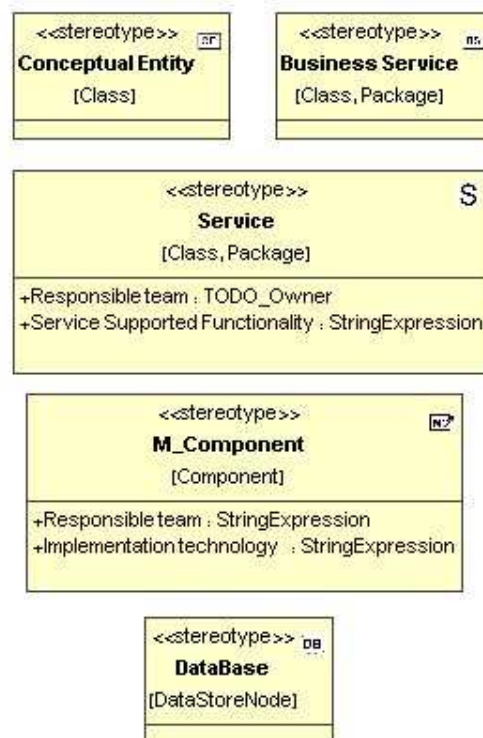 <<stereotype>>
Conceptual Entity
[Class]
<<stereotype>>
Business Service
[Class, Package]
<<stereotype>> S
Service
[Class, Package]
+Responsible team : TODO_Owner
+Service Supported Functionality : StringExpression
<<stereotype>>
M_Component
[Component]
+Responsible team : StringExpression
+Implementation technology : StringExpression
<<stereotype>> DB
DataBase
[DataStoreNode]